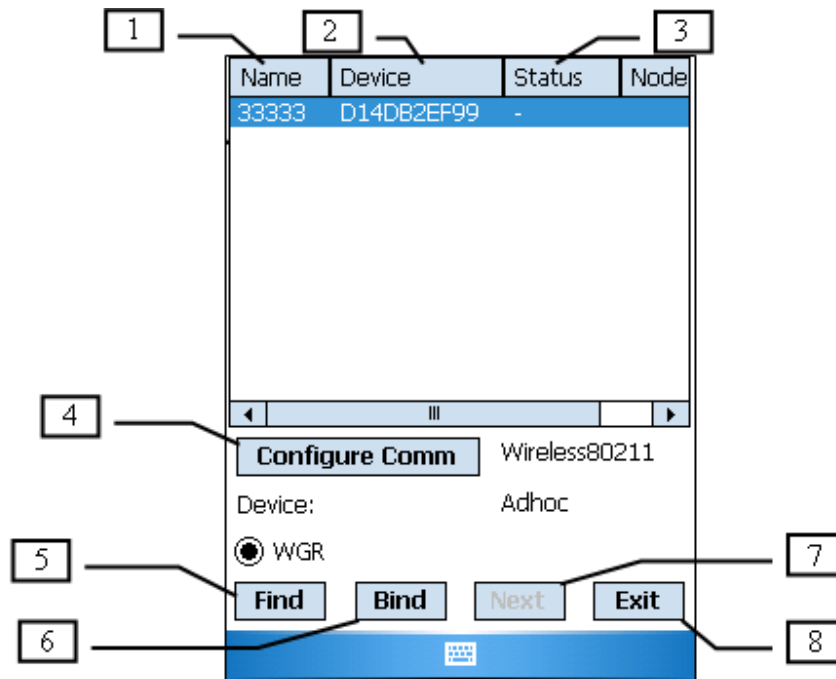 1 2 3
Name Device Status Node
33333 D14DB2EF99 -
4
Configure Comm Wireless80211
Device: Adhoc
WGR
5 7
Find Bind Next Exit
6 8